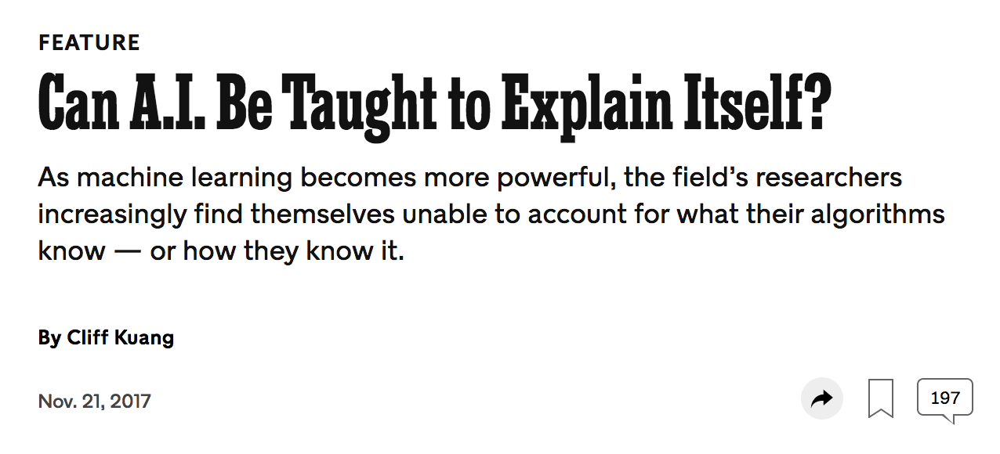 FEATURE
Can A.I. Be Taught to Explain Itself?
As machine learning becomes more powerful, the field’s researchers
increasingly find themselves unable to account for what their algorithms
know — or how they know it.
By Cliff Kuang
Nov. 21, 2017
197